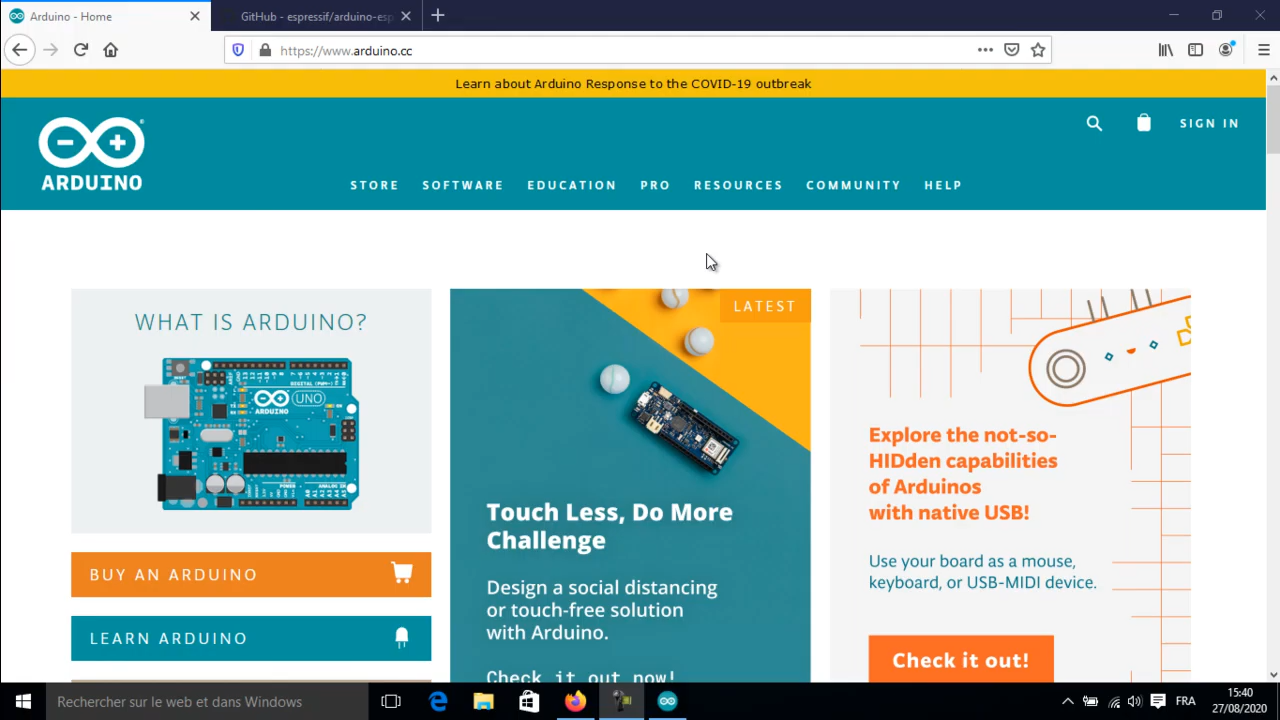 Arduino - Home
GitHub - espressif/arduino-esp
https://www.arduino.cc
Learn about Arduino Response to the COVID-19 outbreak
SIGN IN
ARDUINO
STORE SOFTWARE EDUCATION PRO RESOURCES COMMUNITY HELP
WHAT IS ARDUINO?
ARDUINO UNO
BUY AN ARDUINO
LEARN ARDUINO
LATEST
Touch Less, Do More
Challenge
Design a social distancing
or touch-free solution
with Arduino.
Check it out now!
Explore the not-so-
HIDden capabilities
of Arduinos
with native USB!
Use your board as a mouse,
keyboard, or USB-MIDI device.
Check it out!
Rechercher sur le web et dans Windows
FRA
15:40
27/08/2020